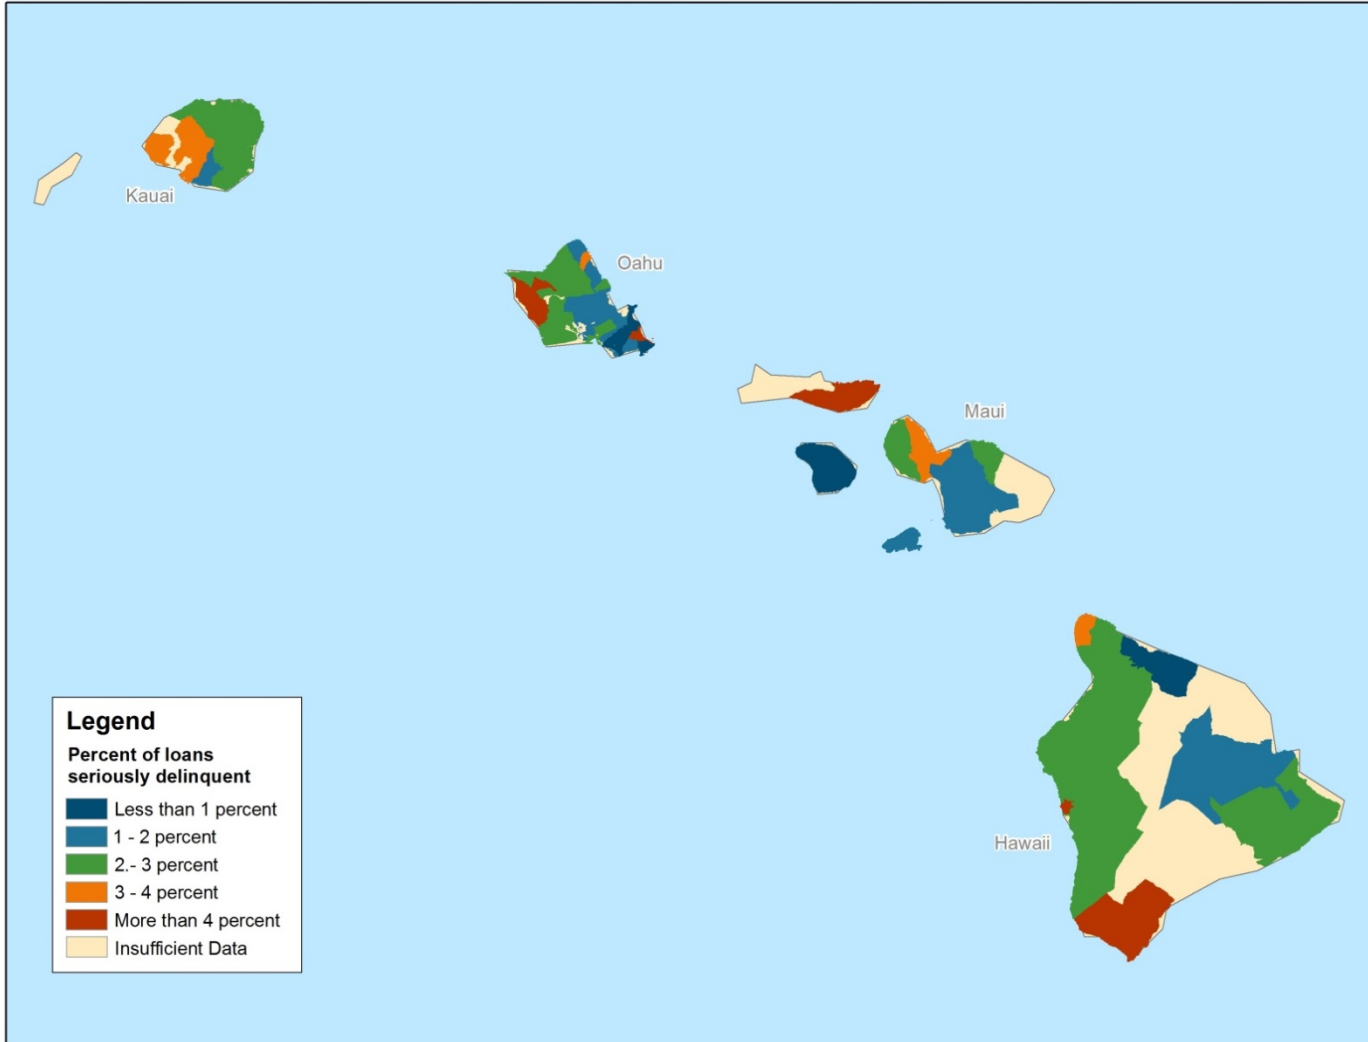 Kauai
Oahu
Maui
Hawaii
Legend
Percent of loans
seriously delinquent
Less than 1 percent
1 - 2 percent
2.- 3 percent
3 - 4 percent
More than 4 percent
Insufficient Data